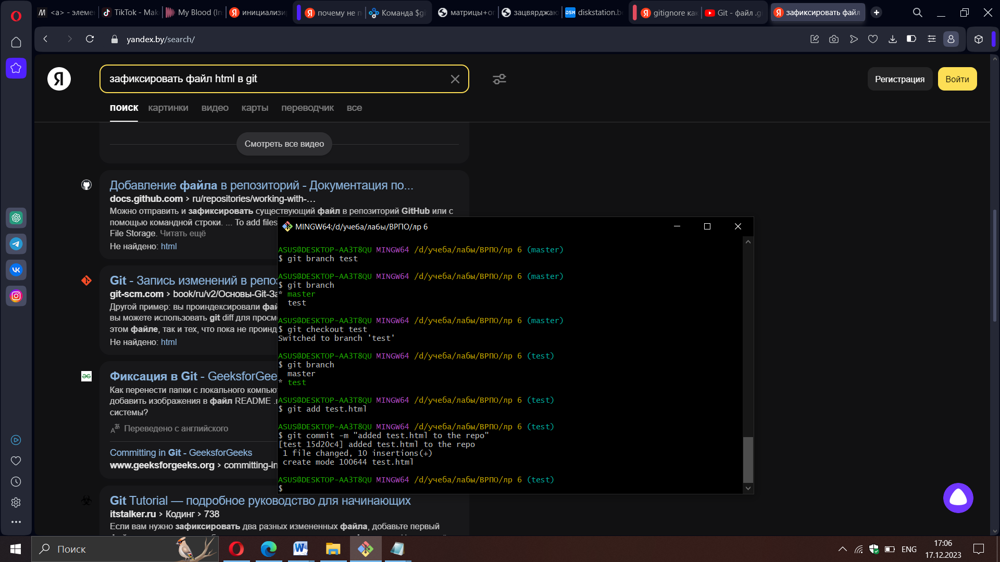 <a> - элеме
TikTok - Mak
My Blood (In
инициализи
почему не п
Команда $gi
матрицы+ог
зацвярджаю
diskstation.b
gitignore как
Git - файл .gi
зафиксировать файл
yandex.by/search/
зафиксировать файл html в git
Регистрация
Войти
поиск картинки видео карты переводчик все
Смотреть все видео
Добавление файла в репозиторий - Документация по...
docs.github.com › ru/repositories/working-with-…
Можно отправить и зафиксировать существующий файл в репозиторий GitHub или с
помощью командной строки. ... To add files
File Storage. Читать ещё
Не найдено: html
Git - Запись изменений в репоз
git-scm.com › book/ru/v2/Основы-Git-За
Другой пример: вы проиндексировали фай
вы можете использовать git diff для просм
этом файле, так и тех, что пока не проинд
Не найдено: html
Фиксация в Git - GeeksforGee
Как перенести папки с локального компью
добавить изображения в файл README .
системы?
Переведено с английского
Committing in Git - GeeksforGeeks
www.geeksforgeeks.org › committing-in
Git Tutorial — подробное руководство для начинающих
itstalker.ru › Кодинг › 738
Если вам нужно зафиксировать два разных измененных файла, добавьте первый
MINGW64:/d/учеба/лабы/ВРПО/лр 6
ASUS@DESKTOP-AA3T8QU MINGW64 /d/учеба/лабы/ВРПО/лр 6 (master)
$ git branch test
ASUS@DESKTOP-AA3T8QU MINGW64 /d/учеба/лабы/ВРПО/лр 6 (master)
$ git branch
* master
test
ASUS@DESKTOP-AA3T8QU MINGW64 /d/учеба/лабы/ВРПО/лр 6 (master)
$ git checkout test
Switched to branch 'test'
ASUS@DESKTOP-AA3T8QU MINGW64 /d/учеба/лабы/ВРПО/лр 6 (test)
$ git branch
master
* test
ASUS@DESKTOP-AA3T8QU MINGW64 /d/учеба/лабы/ВРПО/лр 6 (test)
$ git add test.html
ASUS@DESKTOP-AA3T8QU MINGW64 /d/учеба/лабы/ВРПО/лр 6 (test)
$ git commit -m "added test.html to the repo"
[test 15d20c4] added test.html to the repo
1 file changed, 10 insertions(+)
create mode 100644 test.html
ASUS@DESKTOP-AA3T8QU MINGW64 /d/учеба/лабы/ВРПО/лр 6 (test)
$
Поиск
ENG
17:06
17.12.2023